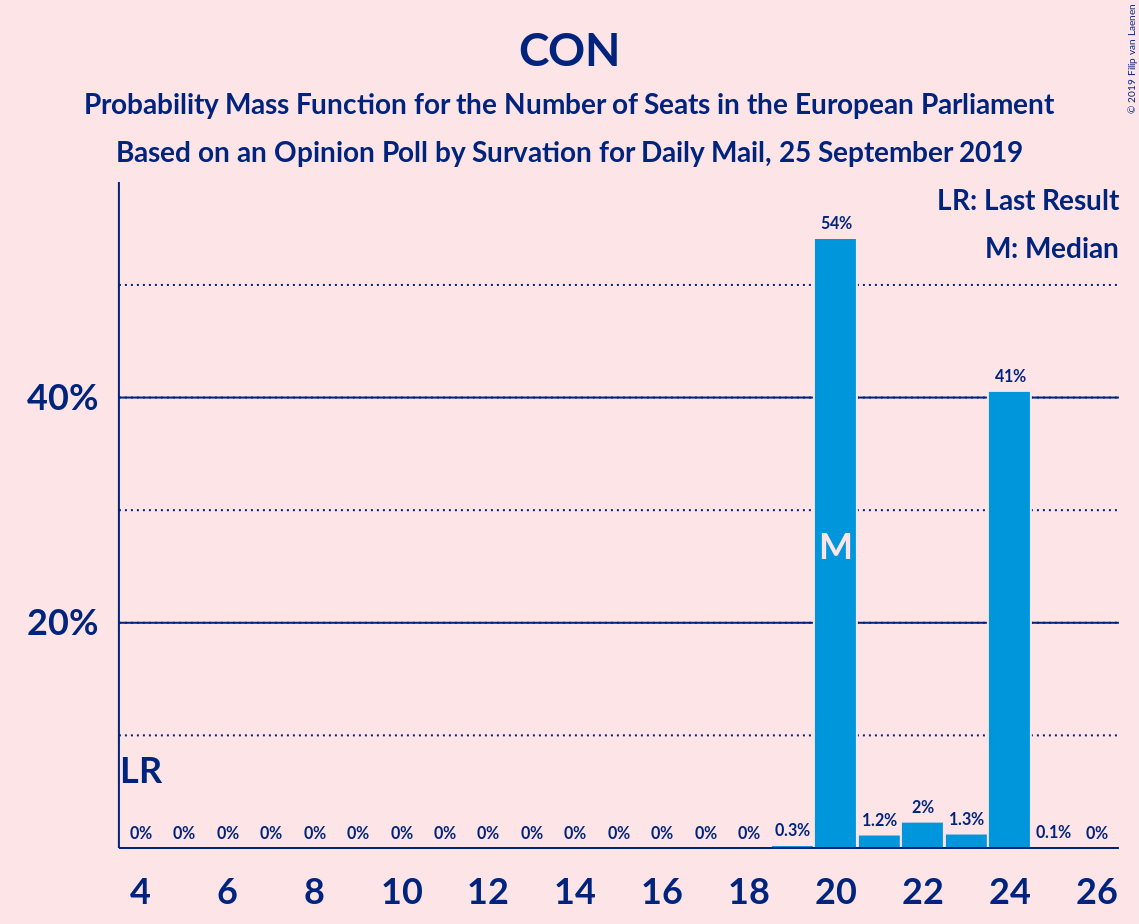 © 2019 Filip van Laenen
CON
Probability Mass Function for the Number of Seats in the European Parliament
Based on an Opinion Poll by Survation for Daily Mail, 25 September 2019
LR: Last Result
M: Median
54%
41%
40%
M
20%
LR
0% 0% 0% 0% 0% 0% 0% 0% 0% 0% 0% 0% 0% 0% 0% 0.3% 1.2% 2% 1.3% 0.1% 0%
4 6 8 10 12 14 16 18 20 22 24 26